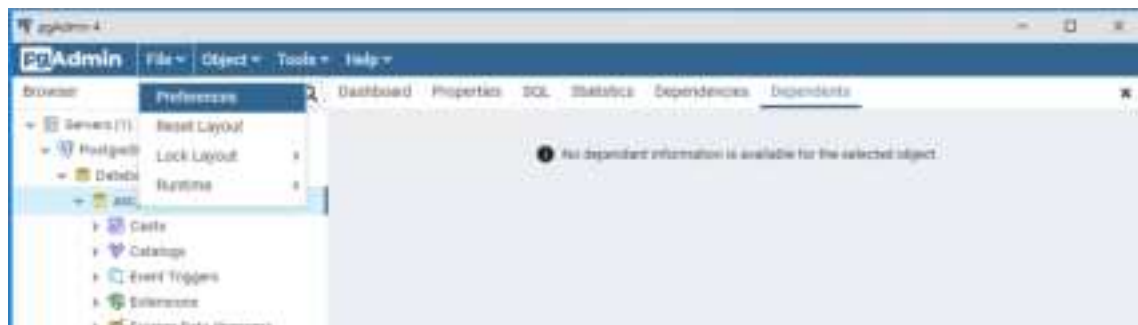 pgAdmin 4
pgAdmin File Object Tools Help
Browser
Dashboard Properties SQL Statistics Dependencies Dependents
Preferences
Reset Layout
Lock Layout
Runtime
Servers (1)
No dependant information is available for the selected object
Casts
Catalogs
Event Triggers
Extensions